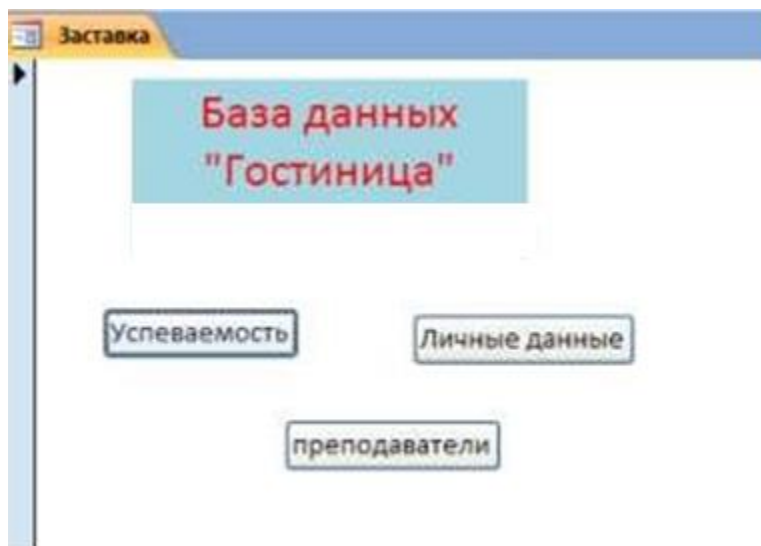 Заставка
База данных
"Гостиница"
Успеваемость
Личные данные
преподаватели